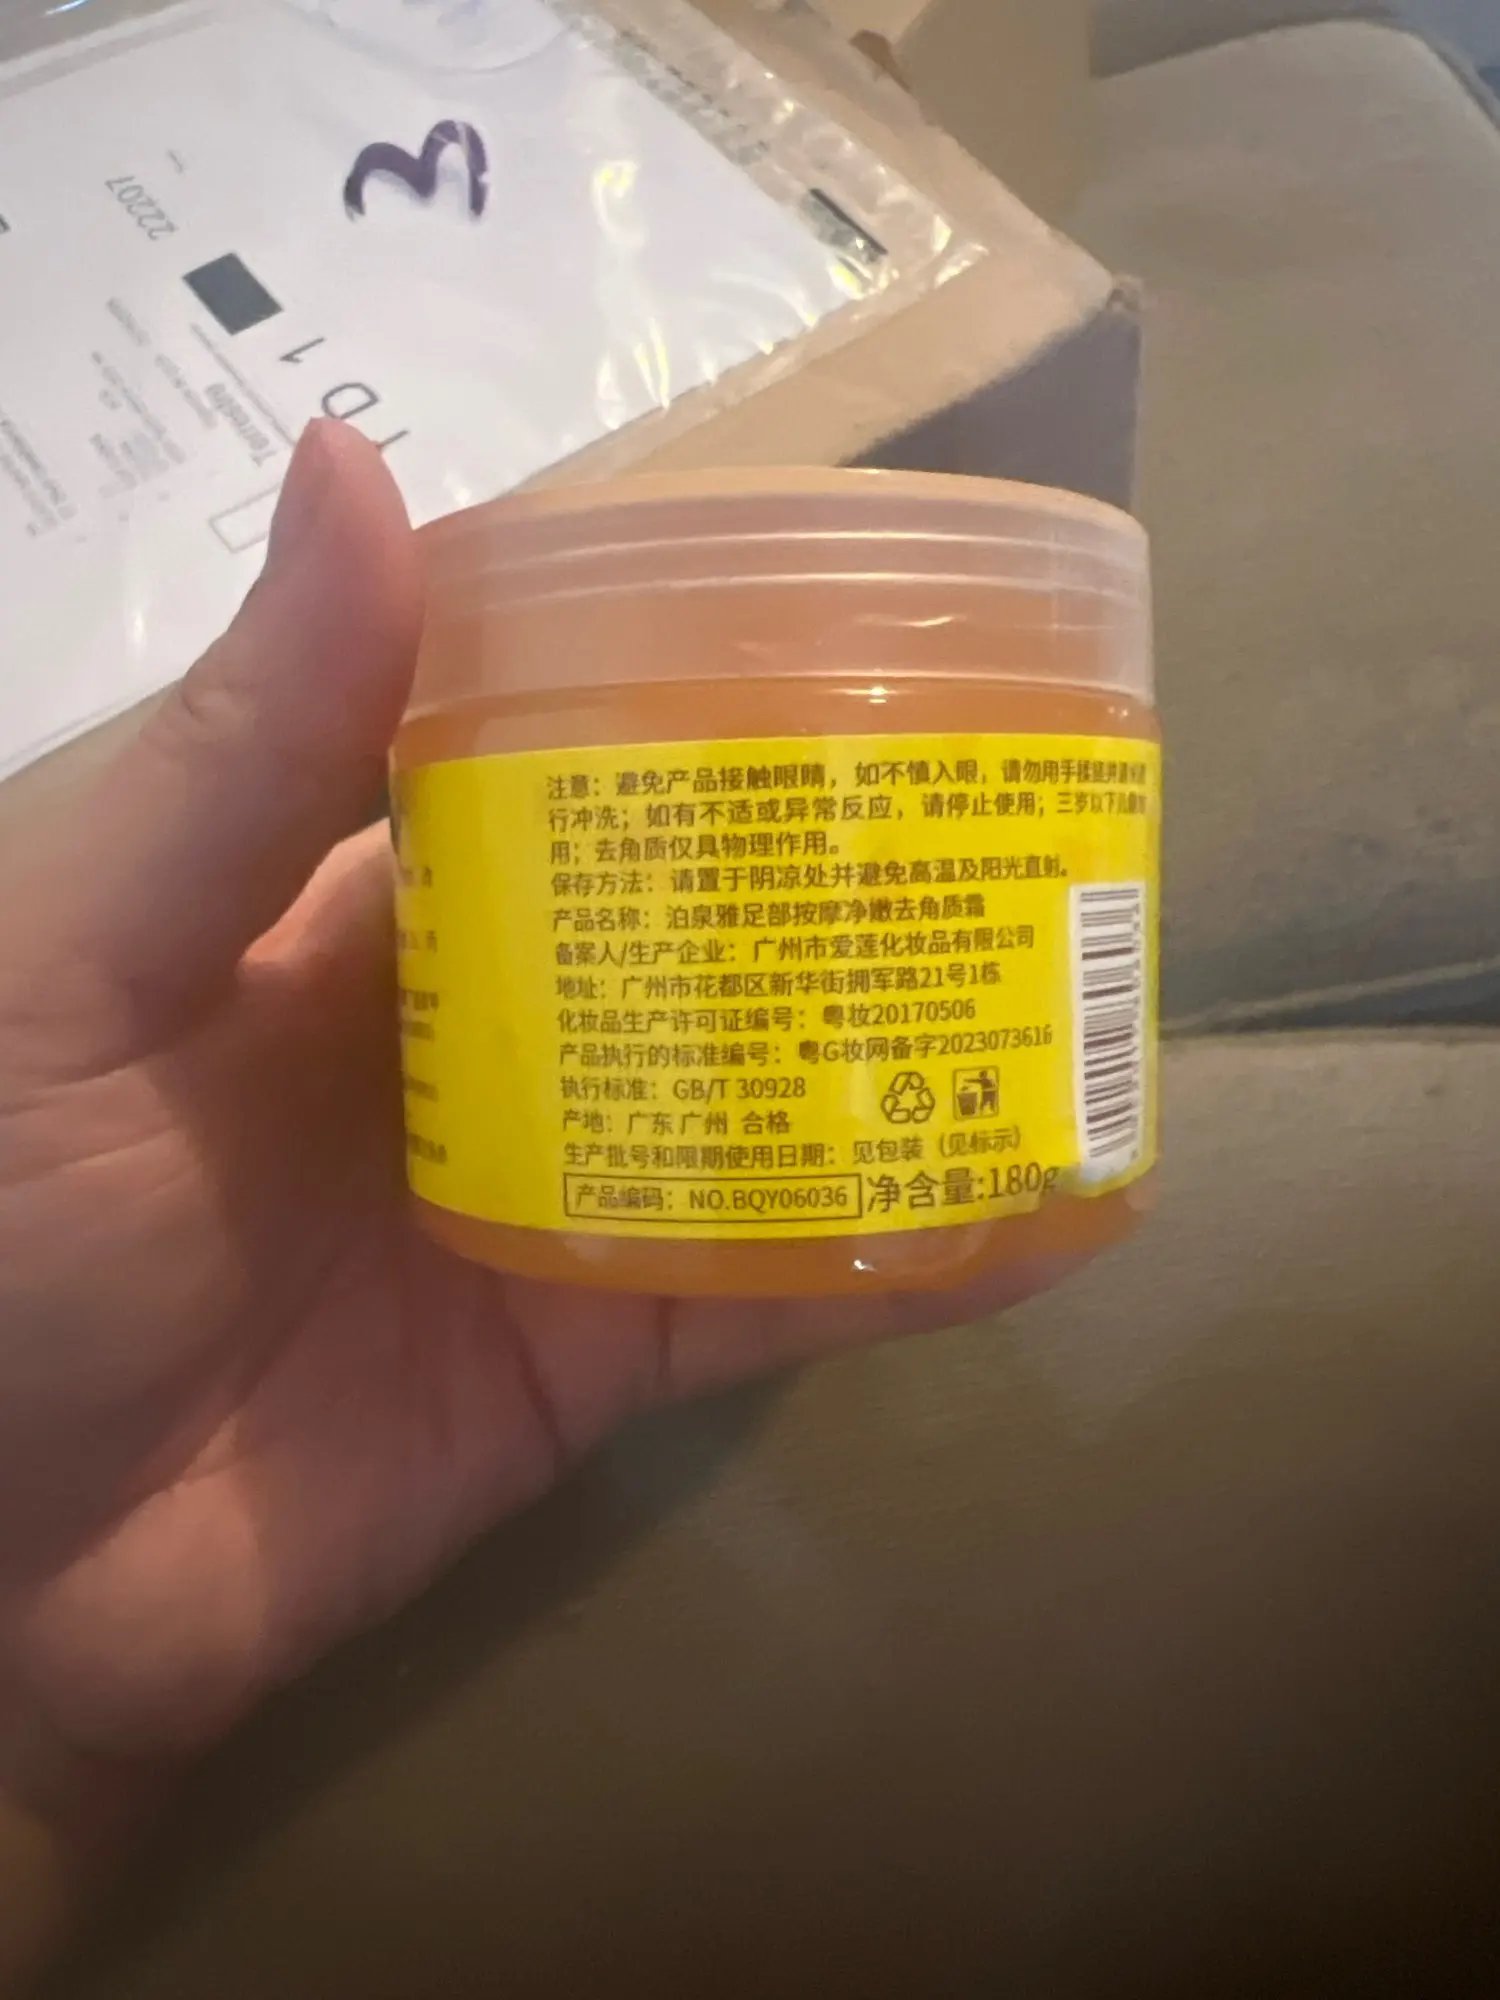 3
22207
1
D
注意：避免产品接触眼睛，如不慎入眼，请勿用手揉搓并
行冲洗；如有不适或异常反应，请停止使用；三岁以下儿童
用；去角质仅具物理作用。
保存方法：请置于阴凉处并避免高温及阳光直射。
产品名称：泊泉雅足部按摩净嫩去角质霜
备案人/生产企业：广州市爱莲化妆品有限公司
地址：广州市花都区新华街拥军路21号1栋
化妆品生产许可证编号：粤妆20170506
产品执行的标准编号：粤G妆网备字2023073616
执行标准：GB/T 30928
产地：广东 广州 合格
生产批号和限期使用日期：见包装（见标示）
产品编码：NO.BQY06036
净含量:180g